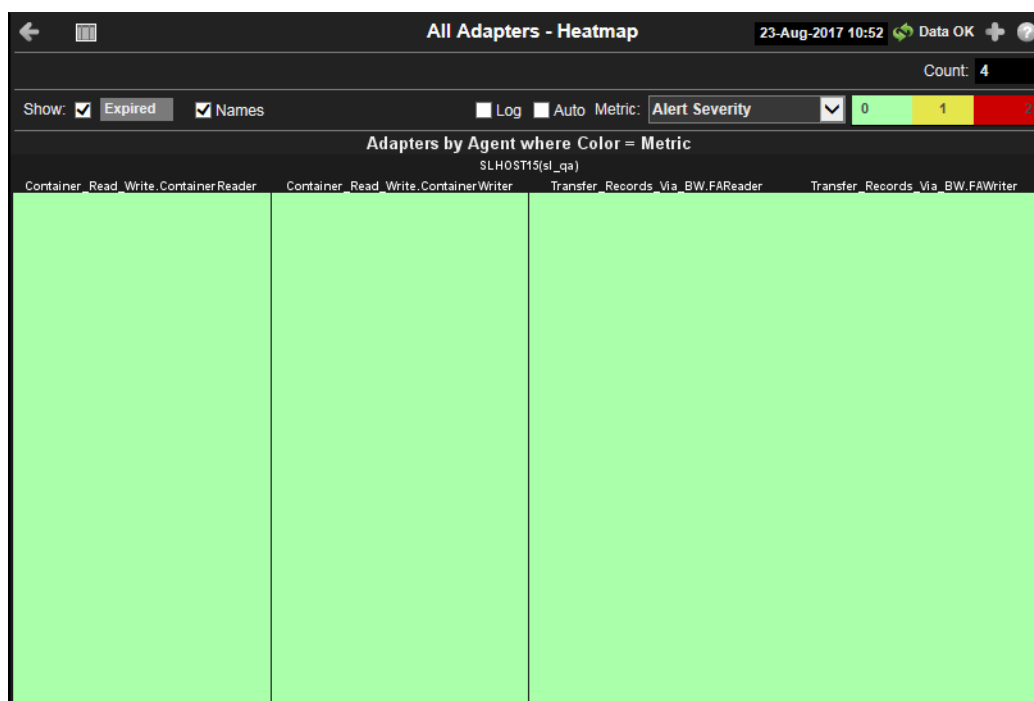 All Adapters - Heatmap 23-Aug-2017 10:52 Data OK ?
Count: 4
Show: Expired Names Log Auto Metric: Alert Severity 0 1 2
Adapters by Agent where Color = Metric
SLHOST15(sl_qa)
Container_Read_Write.ContainerReader Container_Read_Write.ContainerWriter Transfer_Records_Via_BW.FAReader Transfer_Records_Via_BW.FAWriter